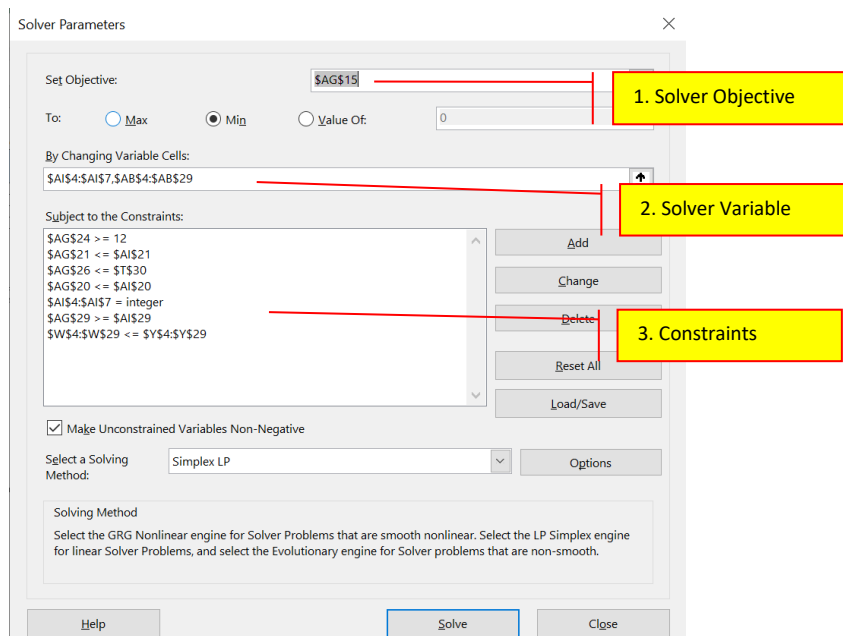 Solver Parameters
Set Objective:
$AG$15
1. Solver Objective
To:
Max
Min
Value Of:
0
By Changing Variable Cells:
$AI$4:$AI$7,$AB$4:$AB$29
2. Solver Variable
Subject to the Constraints:
$AG$24 >= 12
$AG$21 <= $AI$21
$AG$26 <= $T$30
$AG$20 <= $AI$20
$AI$4:$AI$7 = integer
$AG$29 >= $AI$29
$W$4:$W$29 <= $Y$4:$Y$29
Add
Change
Delete
3. Constraints
Reset All
Load/Save
Make Unconstrained Variables Non-Negative
Select a Solving
Method:
Simplex LP
Options
Solving Method
Select the GRG Nonlinear engine for Solver Problems that are smooth nonlinear. Select the LP Simplex engine
for linear Solver Problems, and select the Evolutionary engine for Solver problems that are non-smooth.
Help
Solve
Close